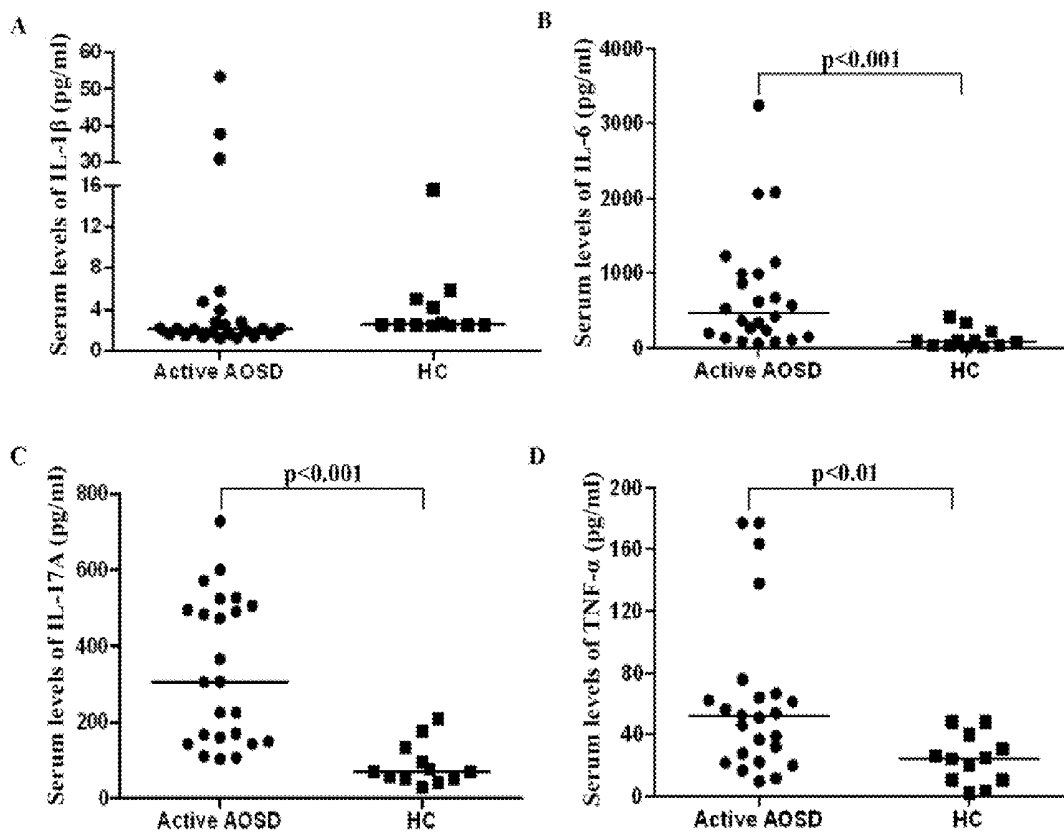 A
Serum levels of IL-1β (pg/ml)
60
50
40
30
16
12
8
4
0
Active AOSD
HC
B
Serum levels of IL-6 (pg/ml)
4000
3000
2000
1000
0
p<0.001
Active AOSD
HC
C
Serum levels of IL-17A (pg/ml)
800
600
400
200
0
p<0.001
Active AOSD
HC
D
Serum levels of TNF-α (pg/ml)
200
160
120
80
40
0
p<0.01
Active AOSD
HC